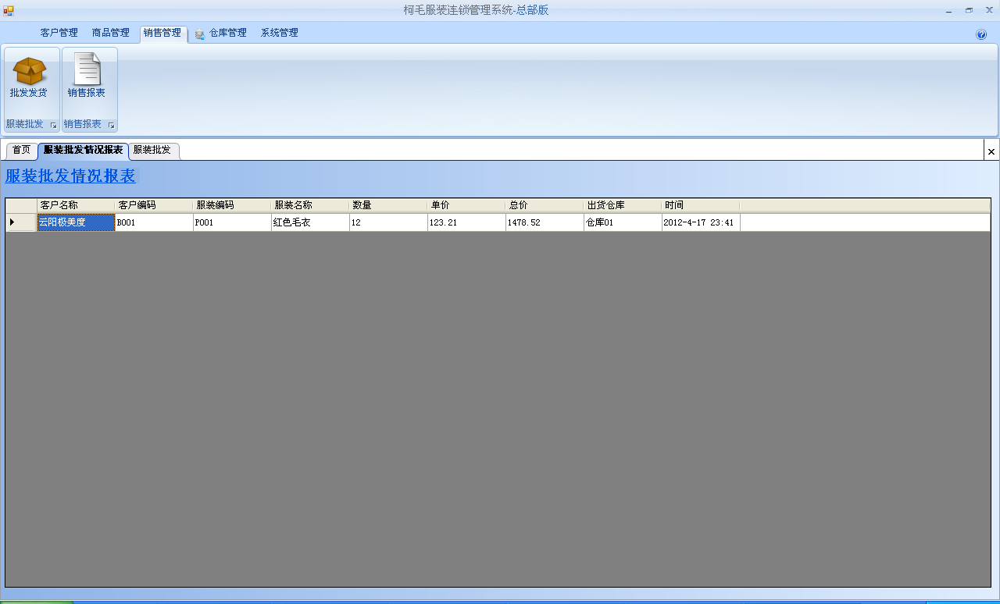 柯毛服装连锁管理系统-总部版
客户管理 商品管理 销售管理 仓库管理 系统管理
批发发货 销售报表
服装批发 销售报表
首页 服装批发情况报表 服装批发
服装批发情况报表
客户名称 客户编码 服装编码 服装名称 数量 单价 总价 出货仓库 时间
云阳极美度 B001 F001 红色毛衣 12 123.21 1478.52 仓库01 2012-4-17 23:41